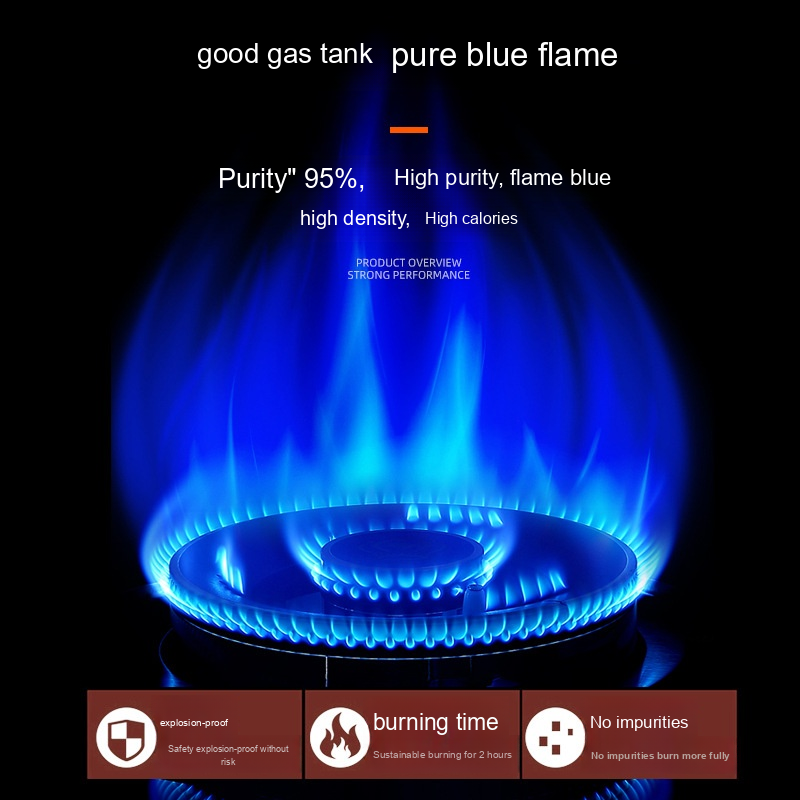 good gas tank pure blue flame
Purity" 95%, High purity, flame blue
high density, High calories
PRODUCT OVERVIEW
STRONG PERFORMANCE
explosion-proof
Safety explosion-proof without
risk
burning time
Sustainable burning for 2 hours
No impurities
No impurities burn more fully